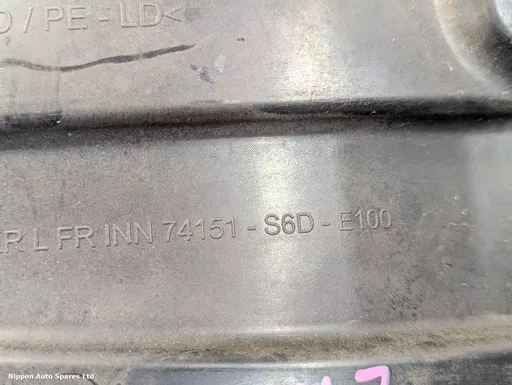 / PE - LD<
L FR INN 74151 - S6D - E100
Nippon Auto Spares Ltd